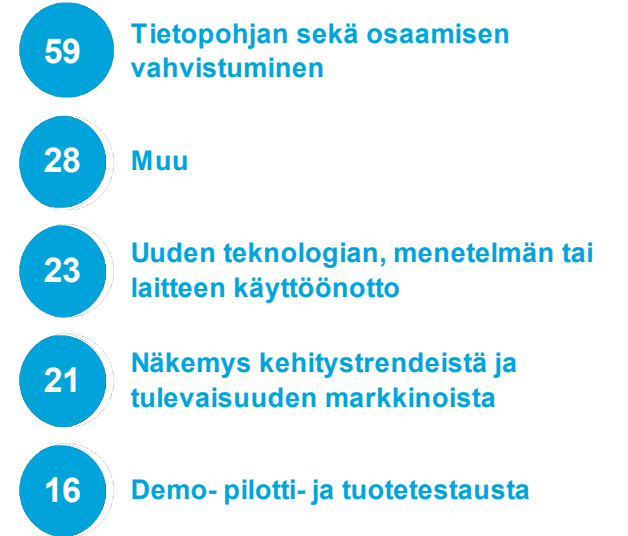 59
Tietopohjan sekä osaamisen
vahvistuminen
28
Muu
23
Uuden teknologian, menetelmän tai
laitteen käyttöönotto
21
Näkemys kehitystrendeistä ja
tulevaisuuden markkinoista
16
Demo- pilotti- ja tuotetestausta